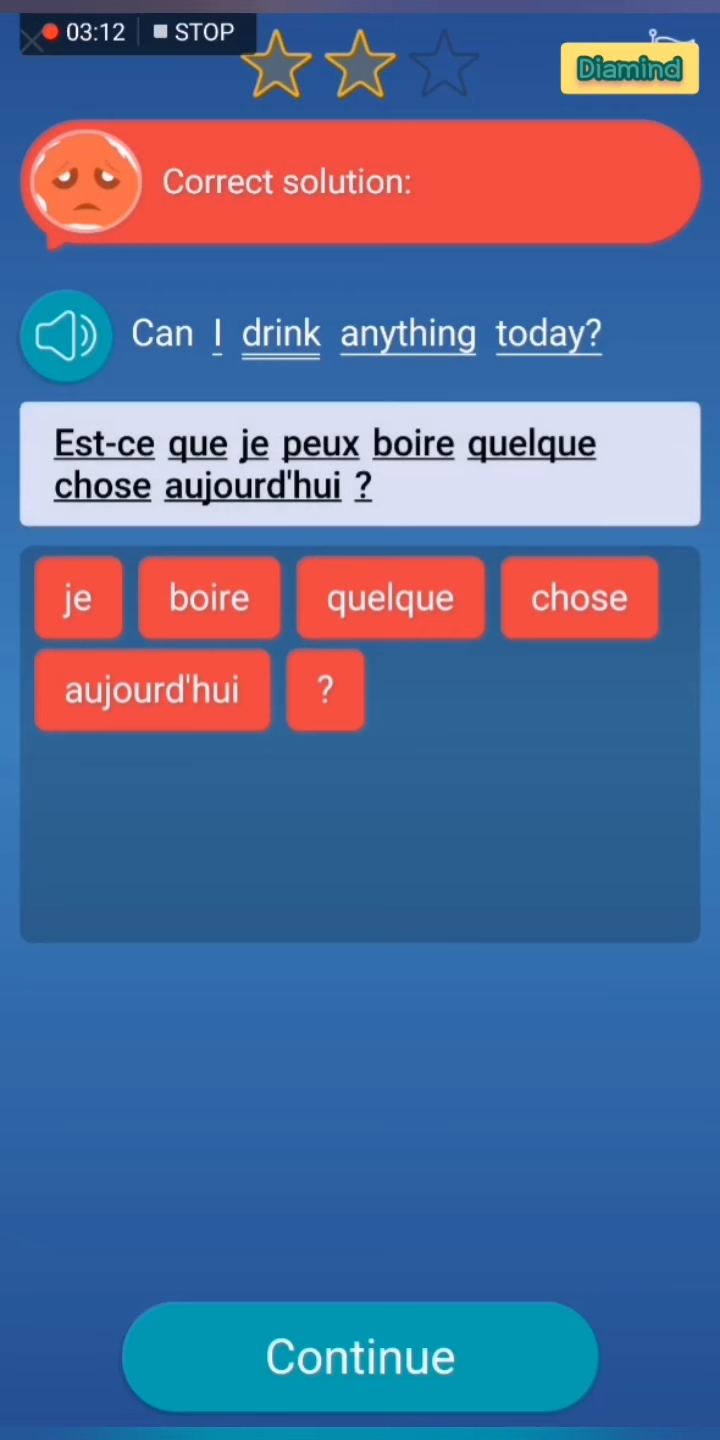 03:12 STOP
Diamind
Correct solution:
Can I drink anything today?
Est-ce que je peux boire quelque
chose aujourd'hui ?
je boire quelque chose
aujourd'hui ?
Continue